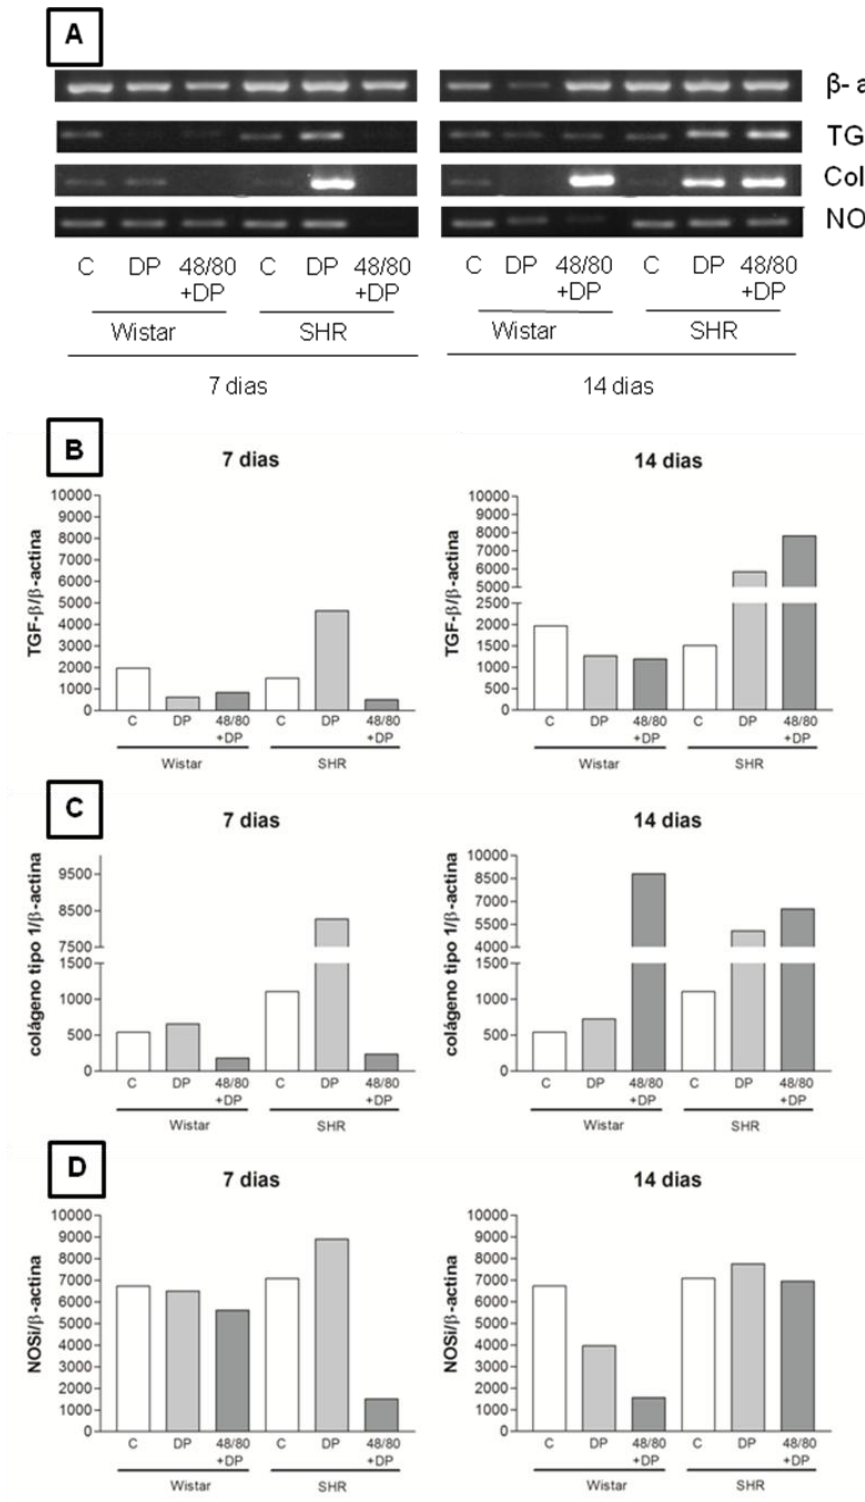 A
β- a
TG
Col
NO
C DP 48/80 C DP 48/80 C DP 48/80 C DP 48/80
+DP +DP +DP +DP
Wistar SHR Wistar SHR
7 dias 14 dias
B
7 dias
TGF-β/β-actina
10000
9000
8000
7000
6000
5000
4000
3000
2000
1000
0
C DP 48/80 C DP 48/80
+DP +DP
Wistar SHR
14 dias
TGF-β/β-actina
10000
9000
8000
7000
6000
5000
2500
2000
1500
1000
500
0
C DP 48/80 C DP 48/80
+DP +DP
Wistar SHR
C
7 dias
colágeno tipo 1/β-actina
9500
8500
7500
1500
1000
500
0
C DP 48/80 C DP 48/80
+DP +DP
Wistar SHR
14 dias
colágeno tipo 1/β-actina
10000
8500
7000
5500
4000
1500
1000
500
0
C DP 48/80 C DP 48/80
+DP +DP
Wistar SHR
D
7 dias
NOSi/β-actina
10000
9000
8000
7000
6000
5000
4000
3000
2000
1000
0
C DP 48/80 C DP 48/80
+DP +DP
Wistar SHR
14 dias
NOSi/β-actina
10000
9000
8000
7000
6000
5000
4000
3000
2000
1000
0
C DP 48/80 C DP 48/80
+DP +DP
Wistar SHR